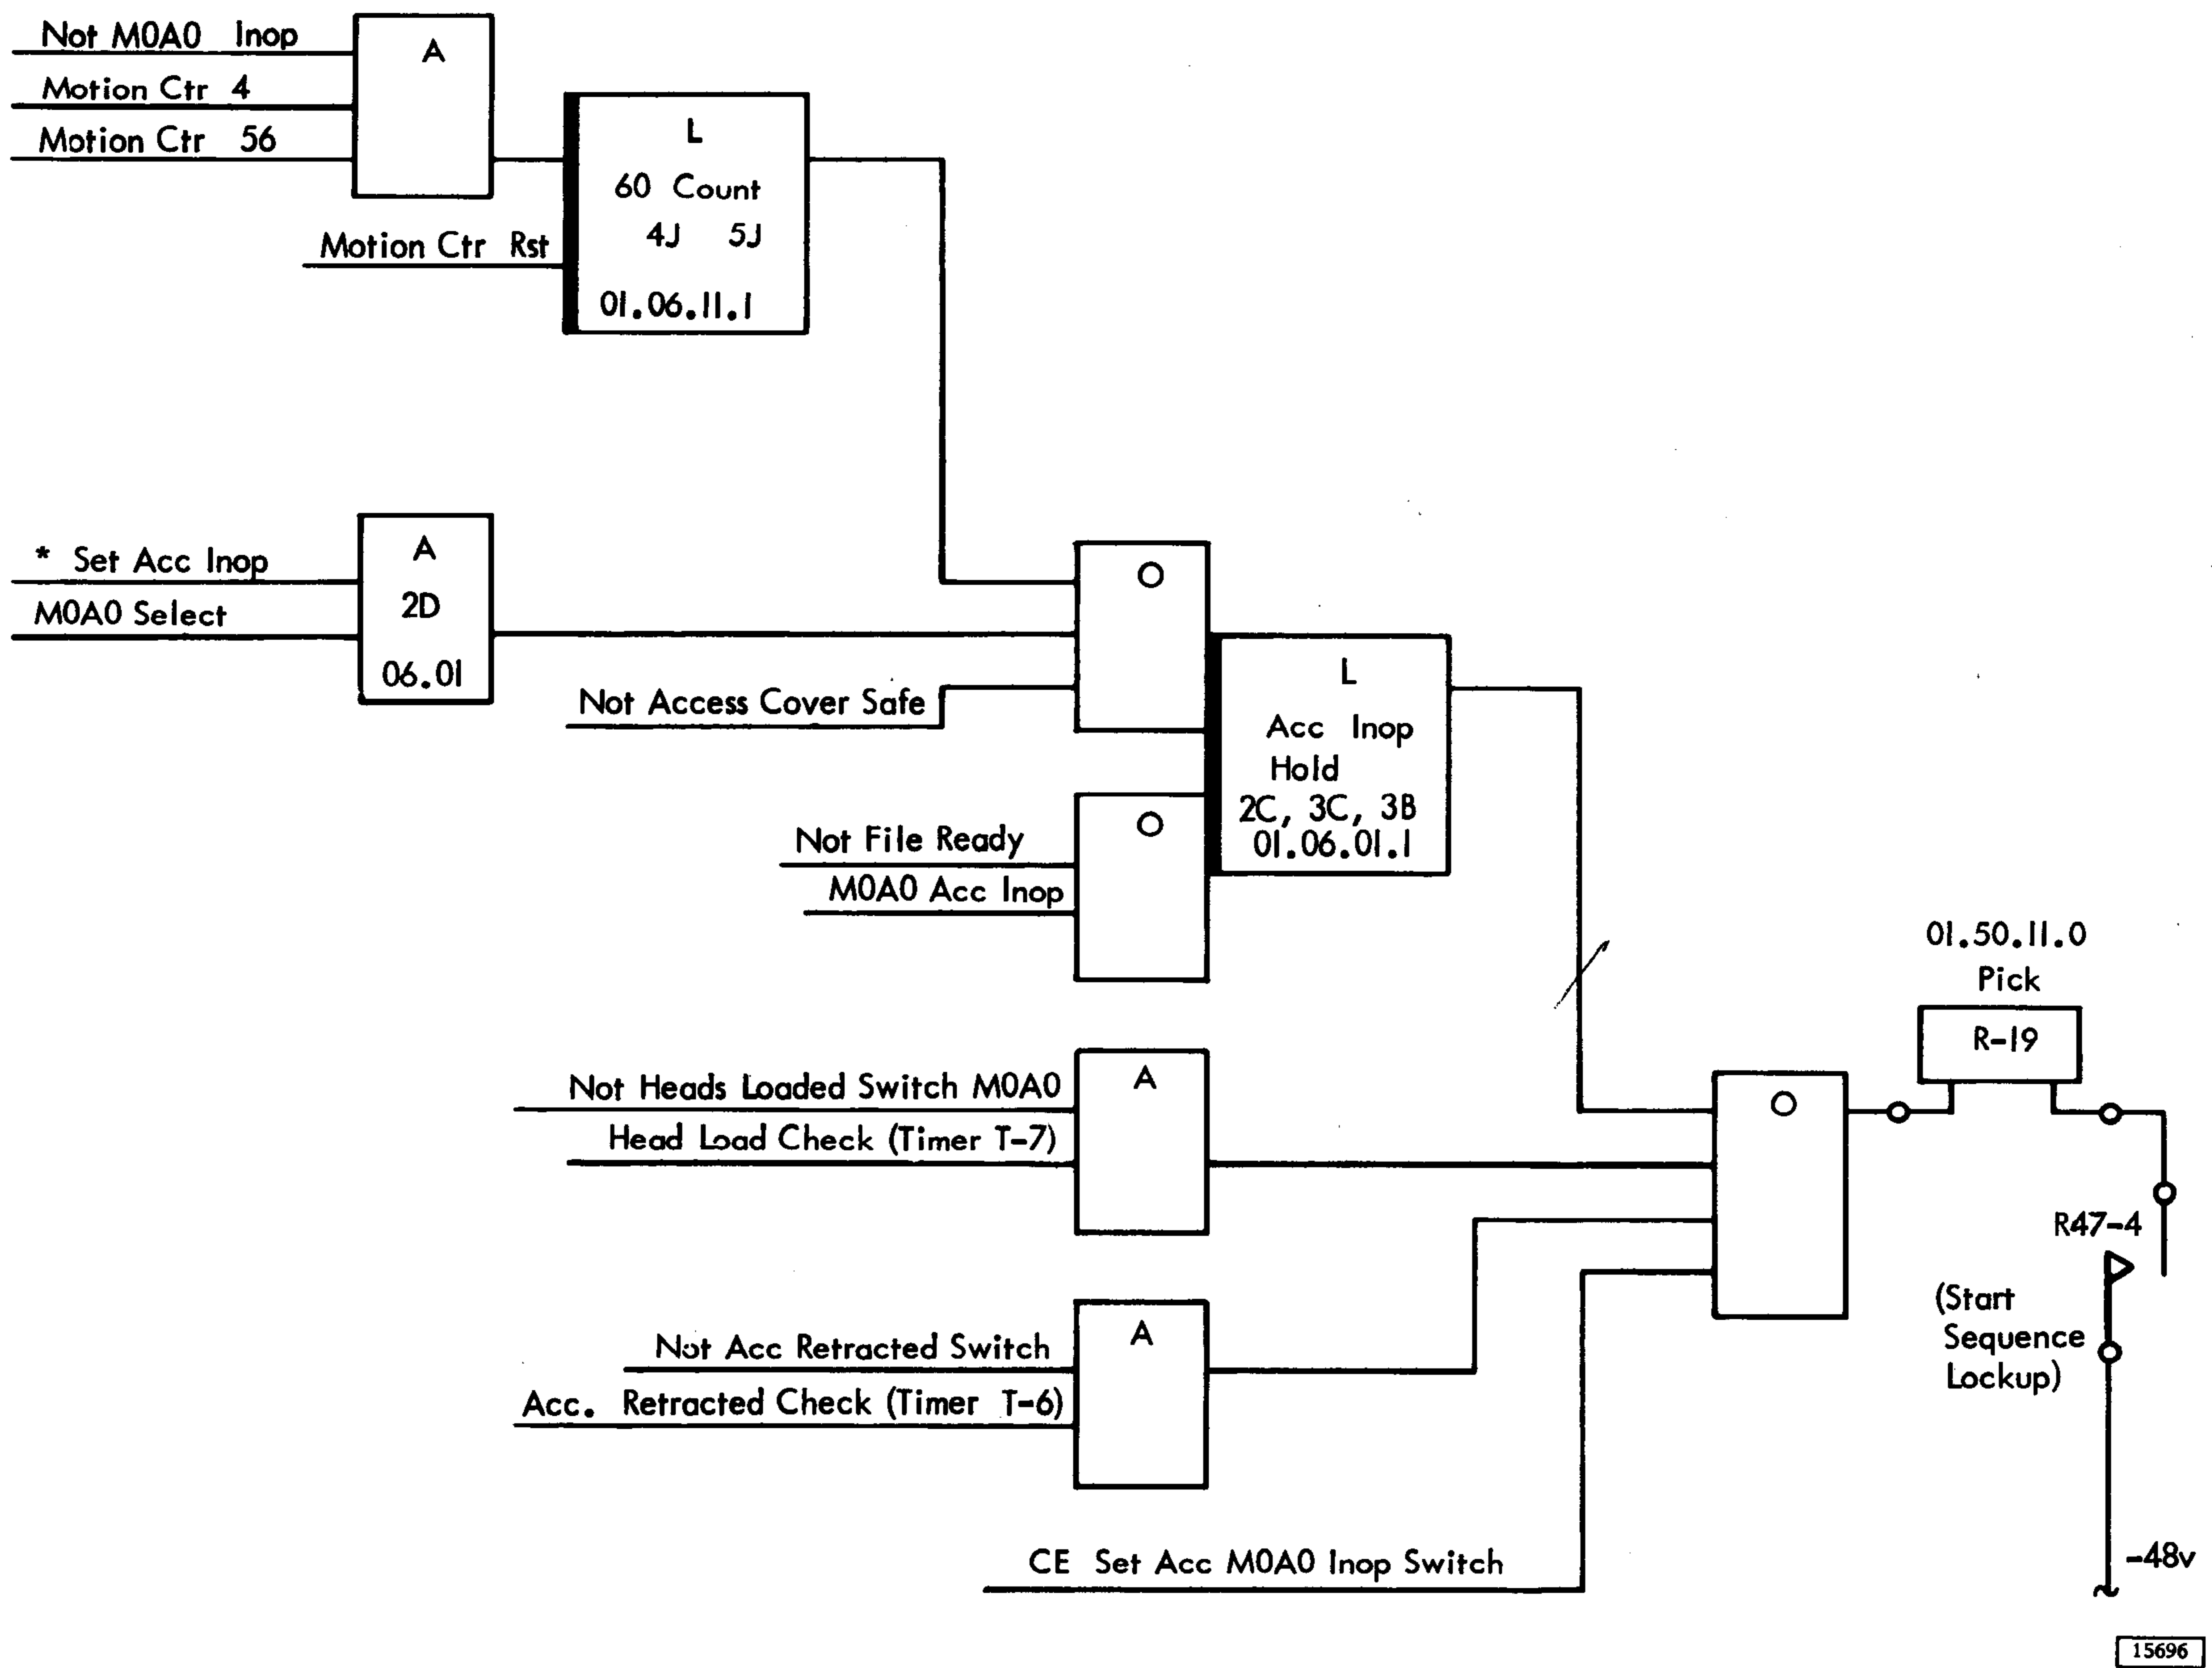 Not M0A0 Inop
A
Motion Ctr 4
Motion Ctr 56
L
60 Count
4J 5J
01.06.11.1
Motion Ctr Rst
* Set Acc Inop
M0A0 Select
A
2D
06.01
O
Not Access Cover Safe
L
Acc Inop
Hold
2C, 3C, 3B
01.06.01.1
O
Not File Ready
M0A0 Acc Inop
01.50.11.0
Pick
R-19
A
Not Heads Loaded Switch M0A0
Head Load Check (Timer T-7)
O
R47-4
(Start
Sequence
Lockup)
A
Not Acc Retracted Switch
Acc. Retracted Check (Timer T-6)
CE Set Acc M0A0 Inop Switch
-48v
15696